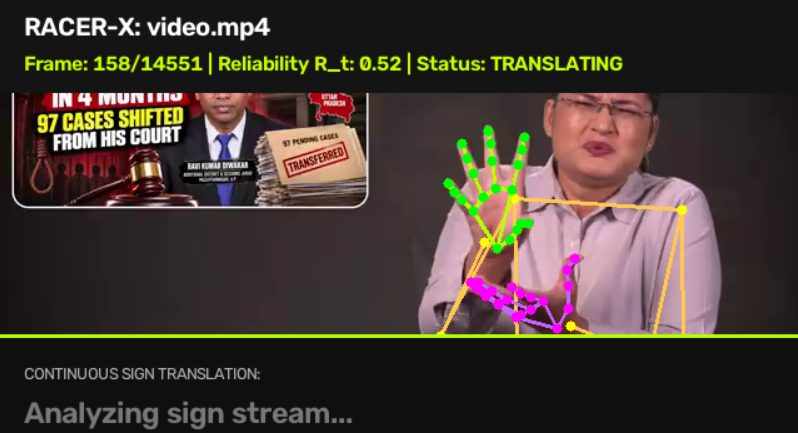 RACER-X: video.mp4
Frame: 158/14551 | Reliability R_t: 0.52 | Status: TRANSLATING
IN 4 MONTHS
97 CASES SHIFTED
FROM HIS COURT
UTTAR
PRADESH
97 PENDING CASES
TRANSFERRED
RAVI KUMAR DIWAKAR
CONTINUOUS SIGN TRANSLATION:
Analyzing sign stream...